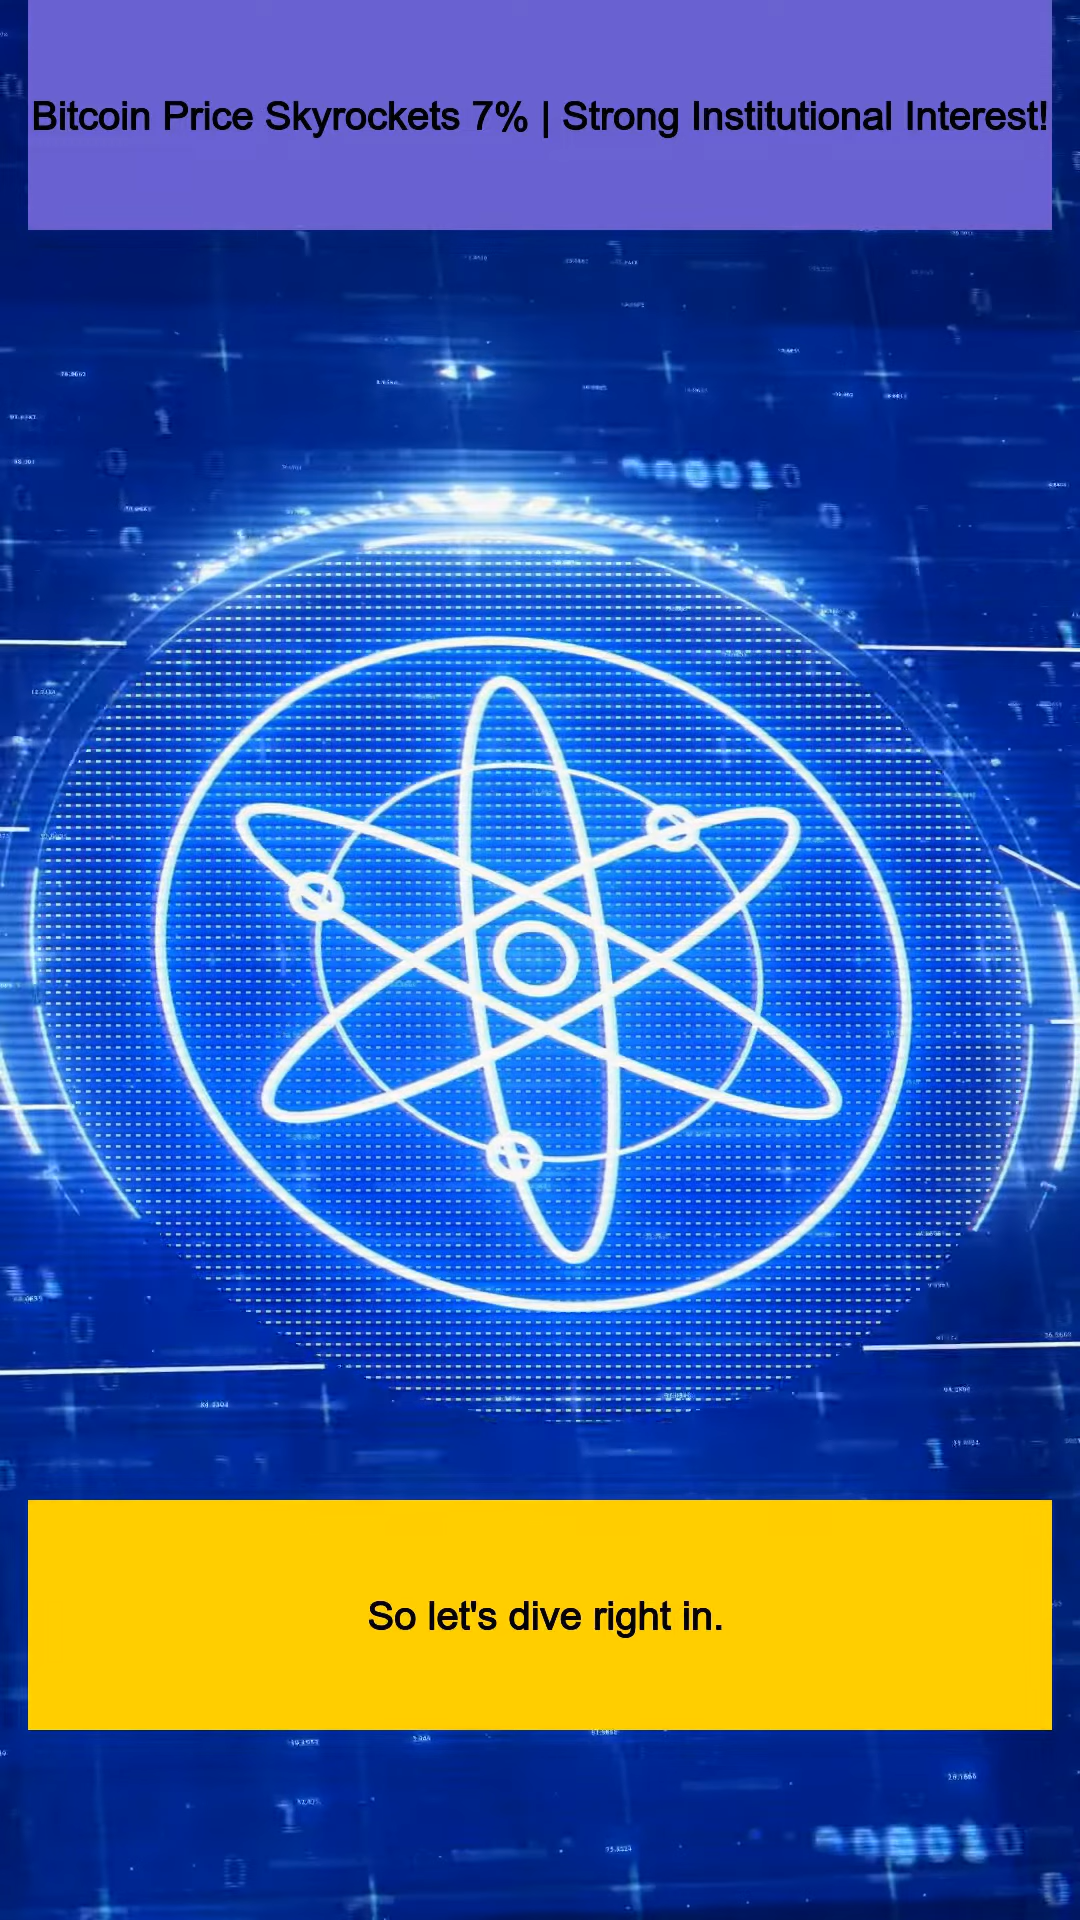 Bitcoin Price Skyrockets 7% | Strong Institutional Interest!
So let's dive right in.